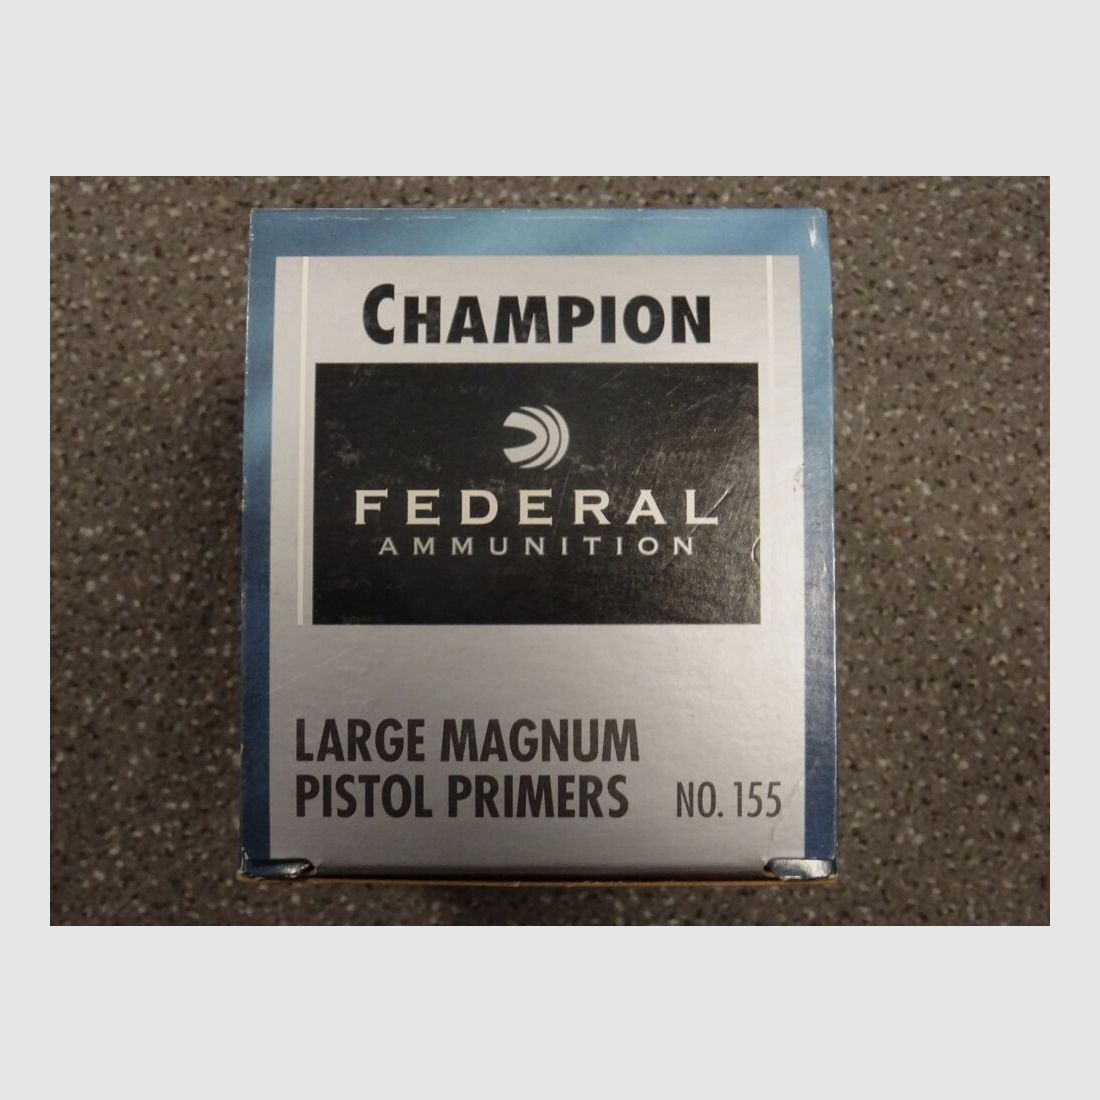 CHAMPION
FEDERAL
AMMUNITION
LARGE MAGNUM
PISTOL PRIMERS NO. 155